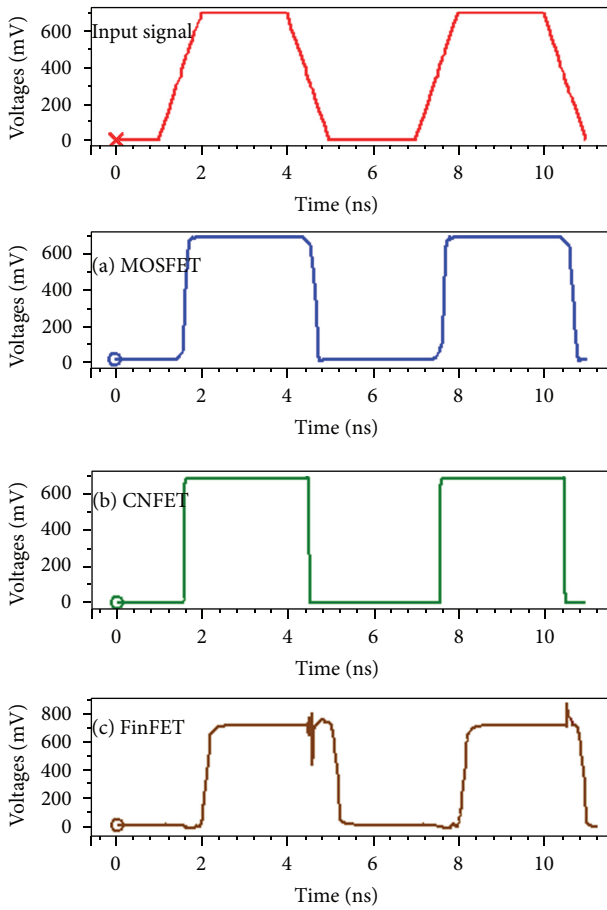 Input signal
Voltages (mV)
600
400
200
0
0 2 4 6 8 10
Time (ns)
(a) MOSFET
Voltages (mV)
600
400
200
0
0 2 4 6 8 10
Time (ns)
(b) CNFET
Voltages (mV)
600
400
200
0
0 2 4 6 8 10
Time (ns)
(c) FinFET
Voltages (mV)
800
600
400
200
0
0 2 4 6 8 10
Time (ns)